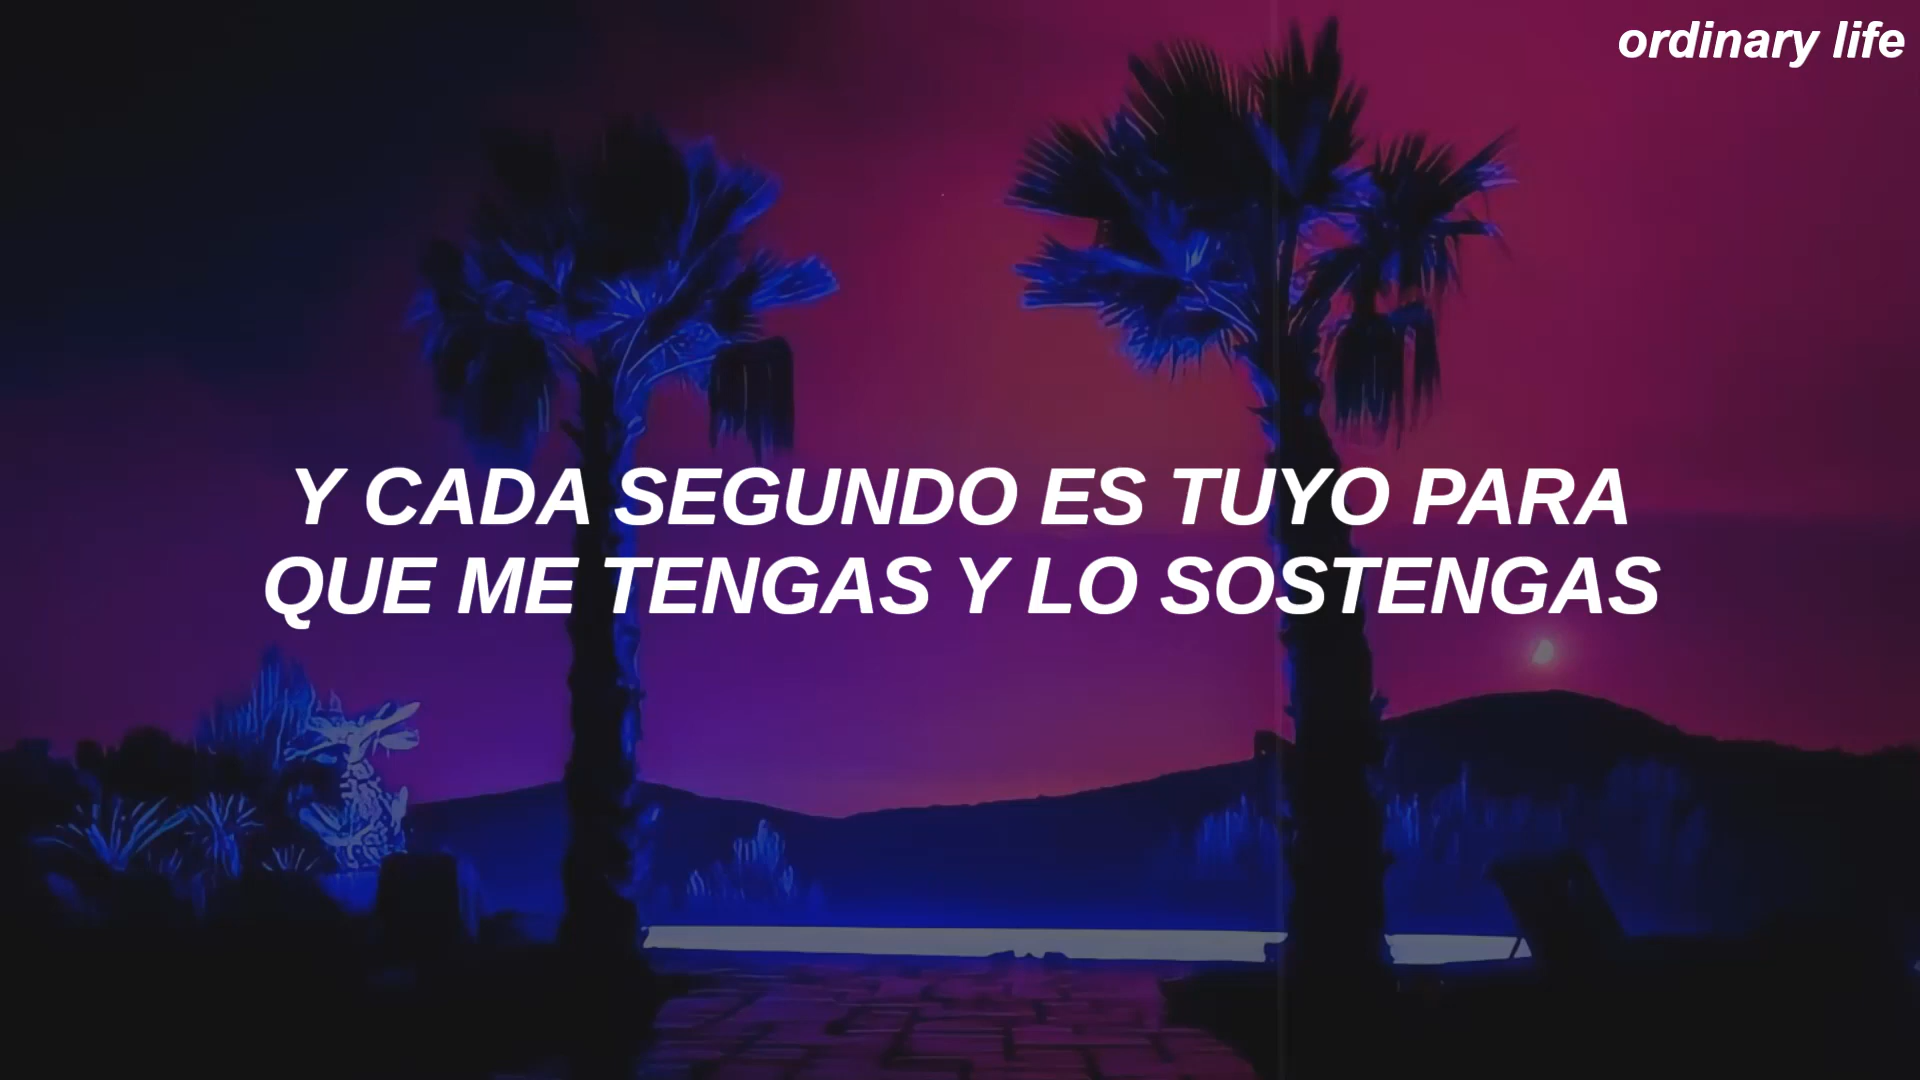 ordinary life
Y CADA SEGUNDO ES TUYO PARA
QUE ME TENGAS Y LO SOSTENGAS